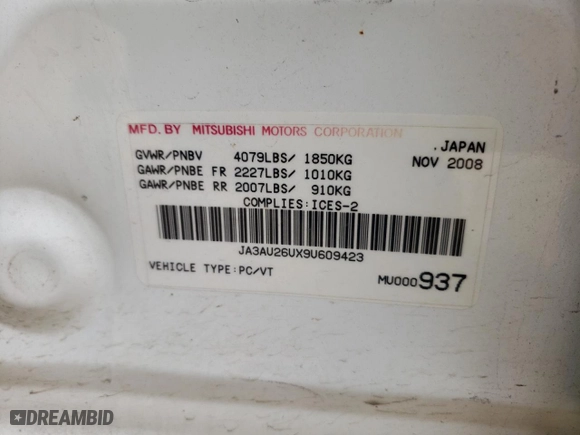 MFD. BY MITSUBISHI MOTORS CORPORATION
.JAPAN
GVWR/PNBV 4079LBS/ 1850KG NOV 2008
GAWR/PNBE FR 2227LBS/ 1010KG
GAWR/PNBE RR 2007LBS/ 910KG
COMPLIES:ICES-2
JA3AU26UX9U609423
VEHICLE TYPE:PC/VT MU000937
DREAMBID